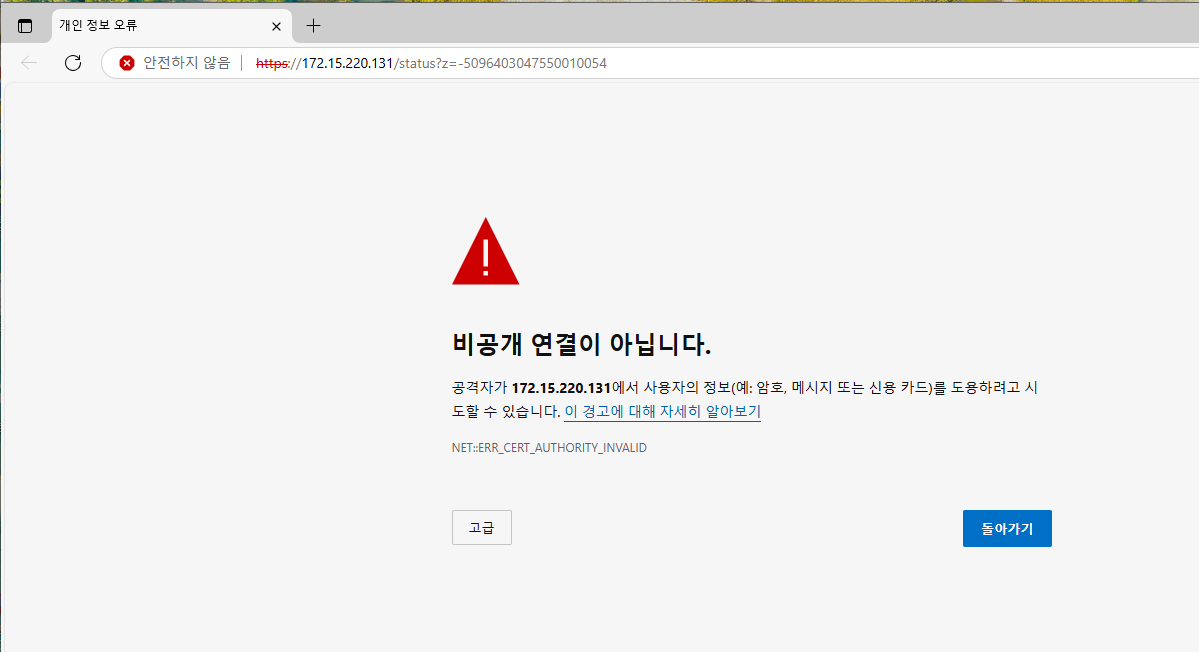 개인 정보 오류
안전하지 않음 https://172.15.220.131/status?z=-5096403047550010054
비공개 연결이 아닙니다.
공격자가 172.15.220.131에서 사용자의 정보(예: 암호, 메시지 또는 신용 카드)를 도용하려고 시
도할 수 있습니다. 이 경고에 대해 자세히 알아보기
NET::ERR_CERT_AUTHORITY_INVALID
고급 돌아가기